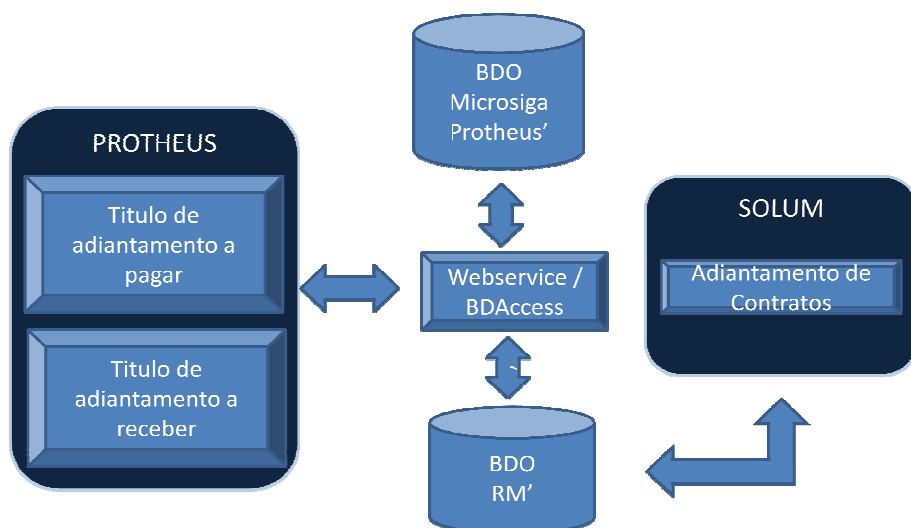 PROTHEUS
Titulo de
adiantamento a
pagar
Titulo de
adiantamento a
receber
BDO
Microsiga
Protheus’
Webservice /
BDAccess
BDO
RM’
SOLUM
Adiantamento de
Contratos